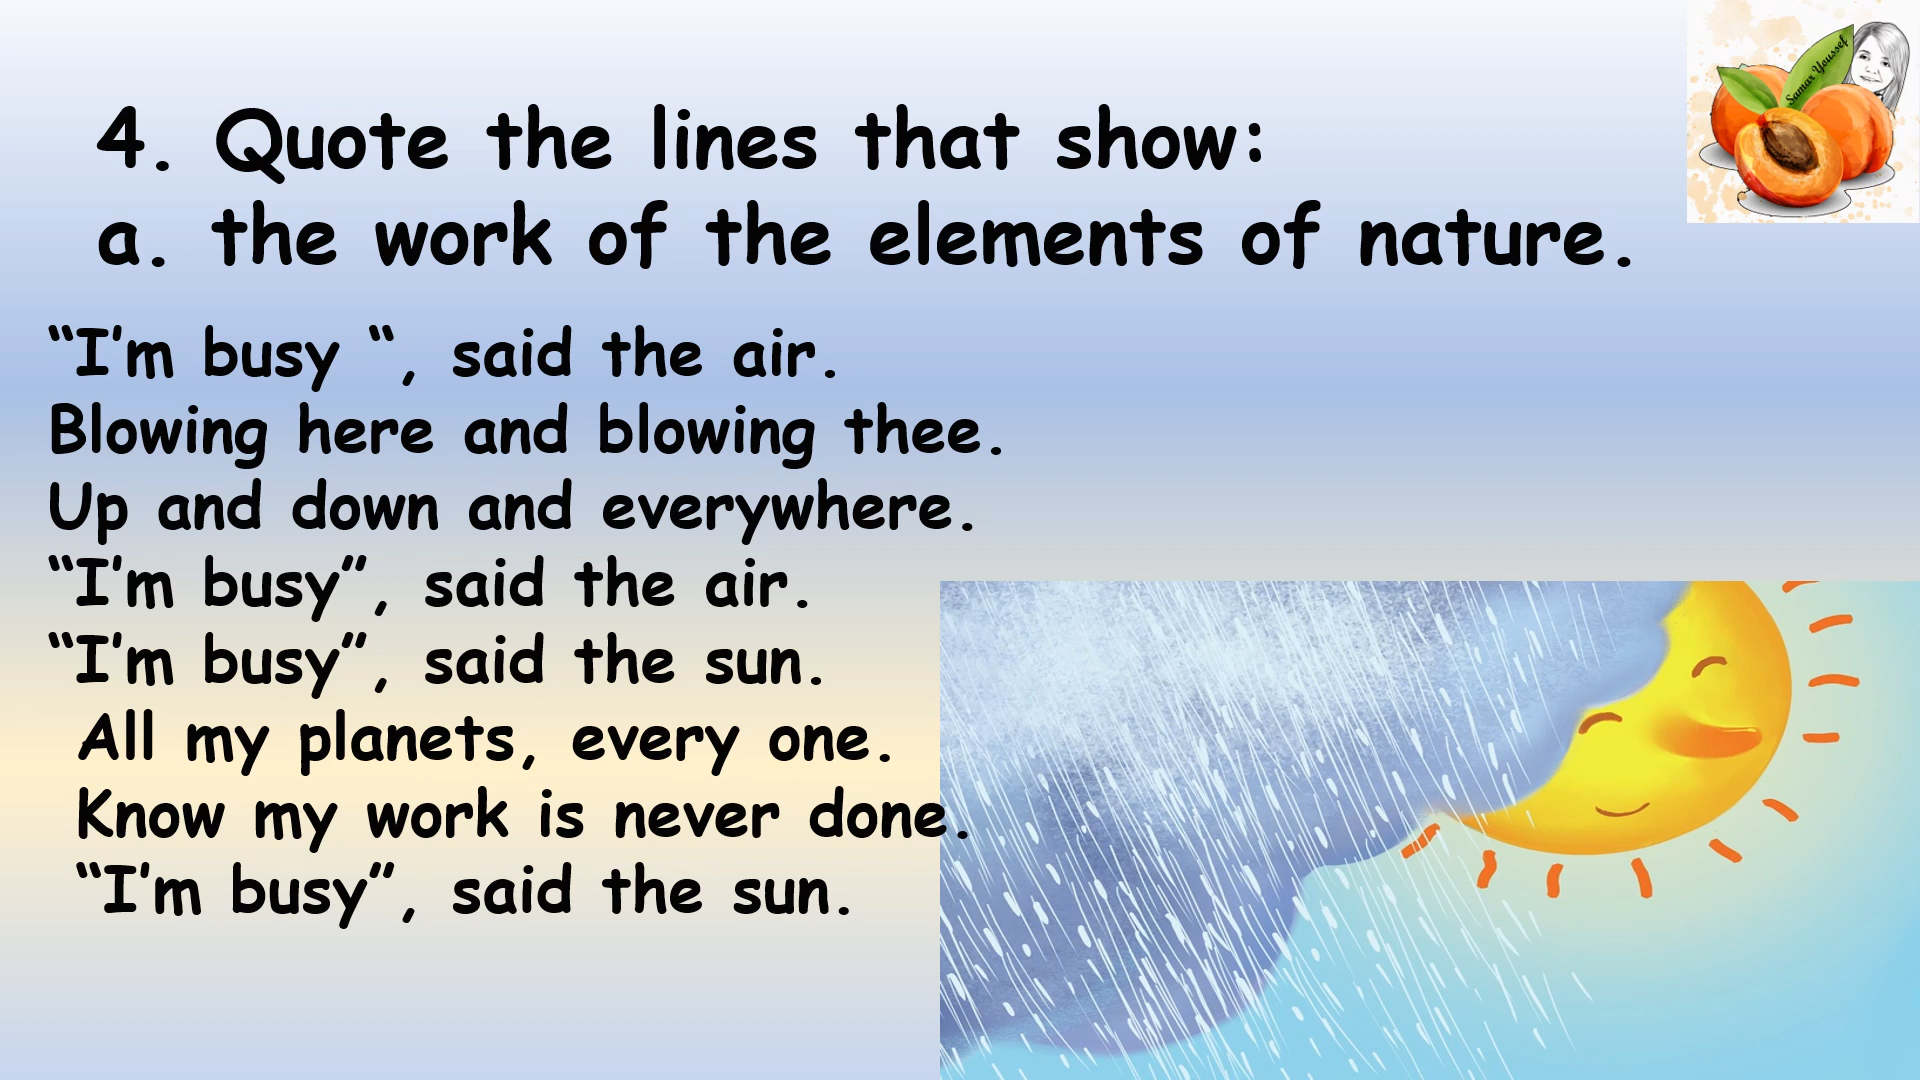 4. Quote the lines that show:
a. the work of the elements of nature.
“I’m busy “, said the air.
Blowing here and blowing thee.
Up and down and everywhere.
“I’m busy”, said the air.
“I’m busy”, said the sun.
All my planets, every one.
Know my work is never done.
“I’m busy”, said the sun.
Samar Youssef